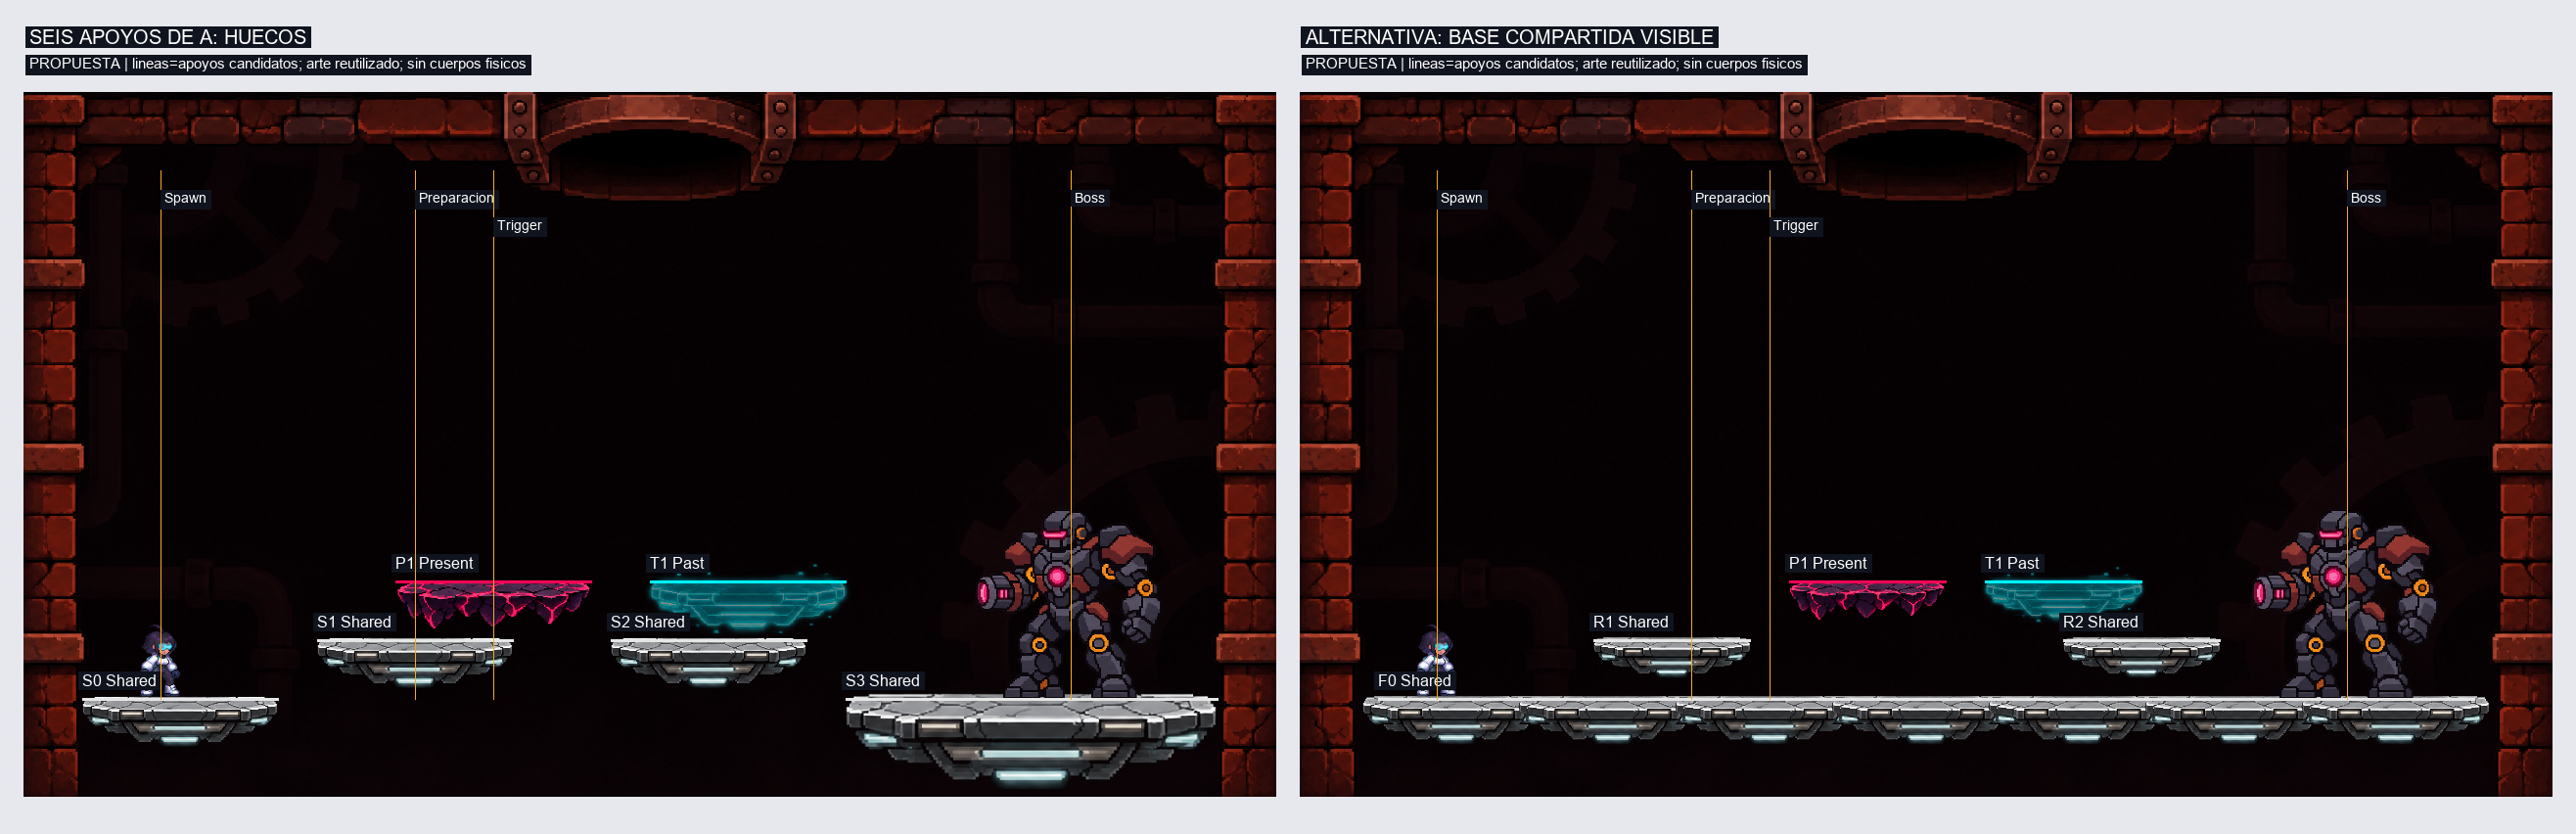 SEIS APOYOS DE A: HUECOS
PROPUESTA | lineas=apoyos candidatos; arte reutilizado; sin cuerpos fisicos
Spawn
Preparacion
Trigger
Boss
P1 Present
T1 Past
S1 Shared
S2 Shared
S0 Shared
S3 Shared
ALTERNATIVA: BASE COMPARTIDA VISIBLE
PROPUESTA | lineas=apoyos candidatos; arte reutilizado; sin cuerpos fisicos
Spawn
Preparacion
Trigger
Boss
P1 Present
T1 Past
R1 Shared
R2 Shared
F0 Shared